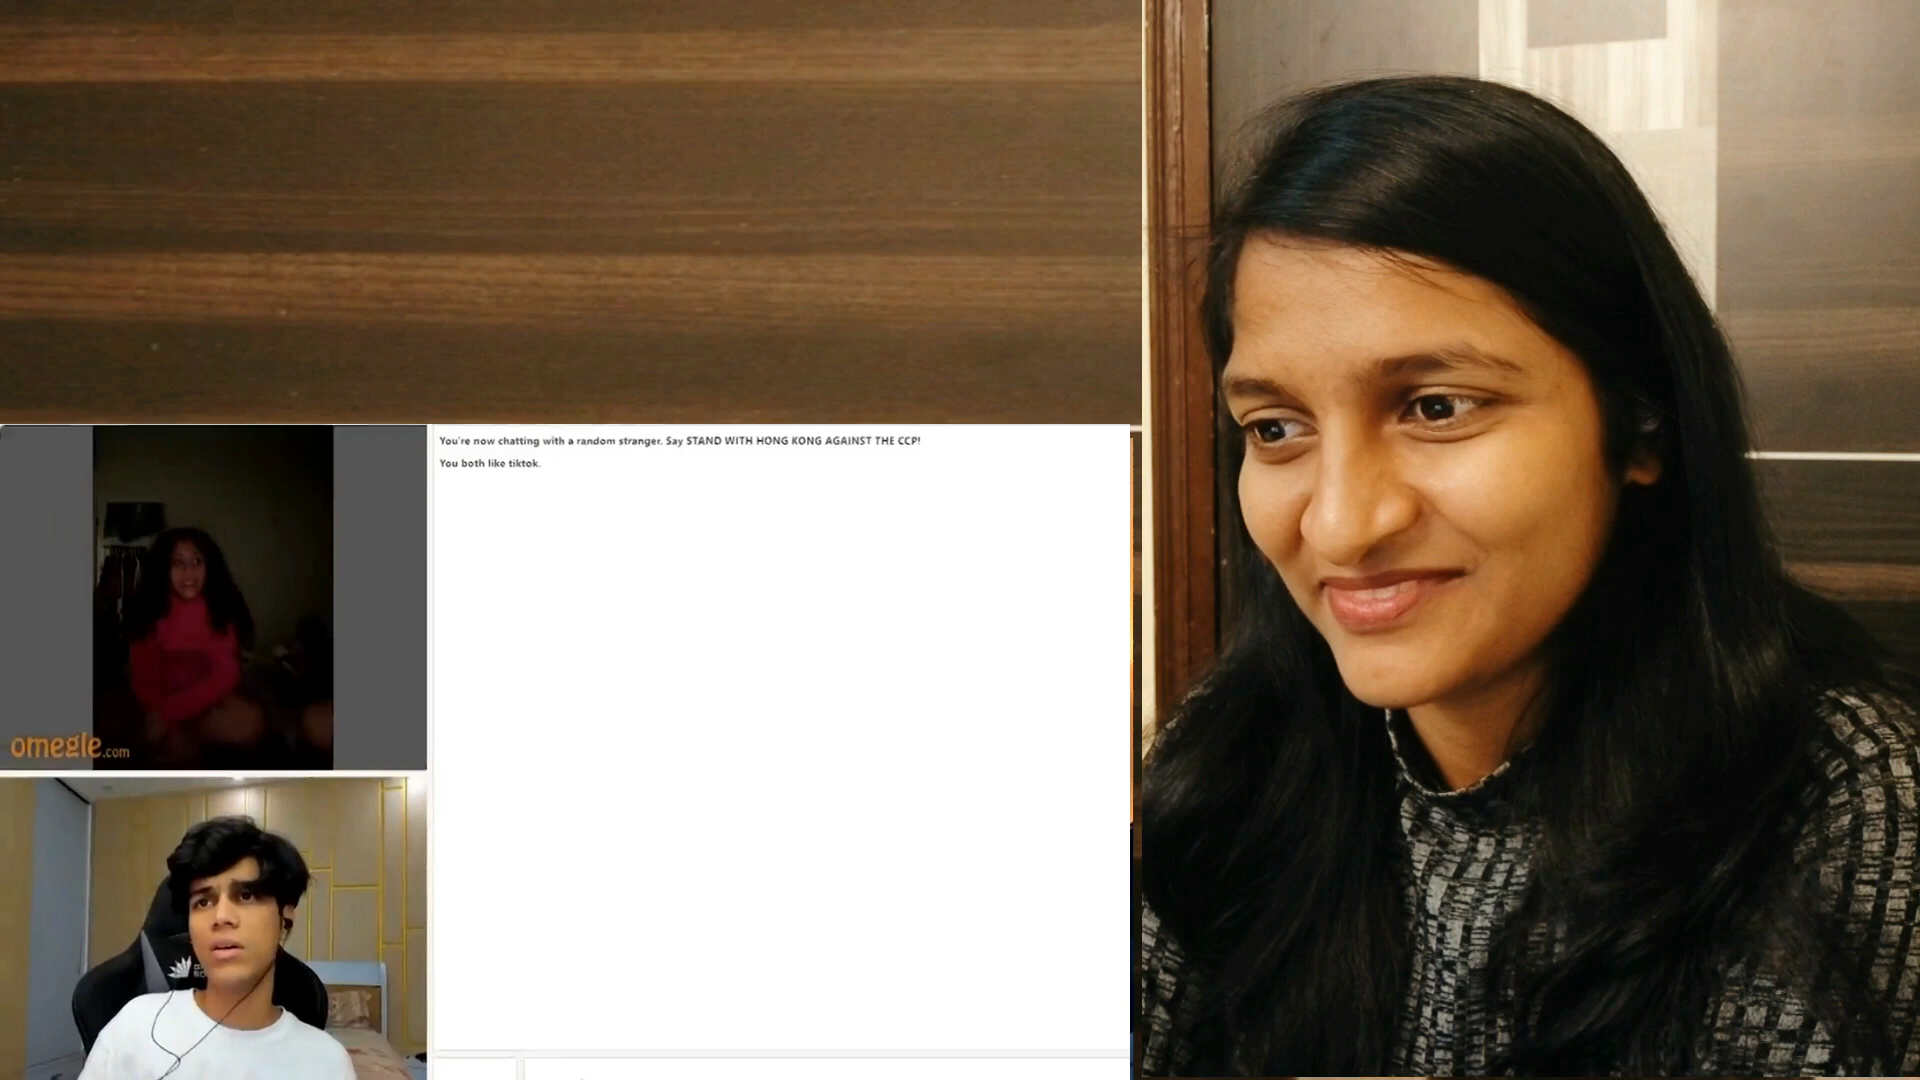 You're now chatting with a random stranger. Say STAND WITH HONG KONG AGAINST THE CCP!
You both like tiktok.
omegle.com